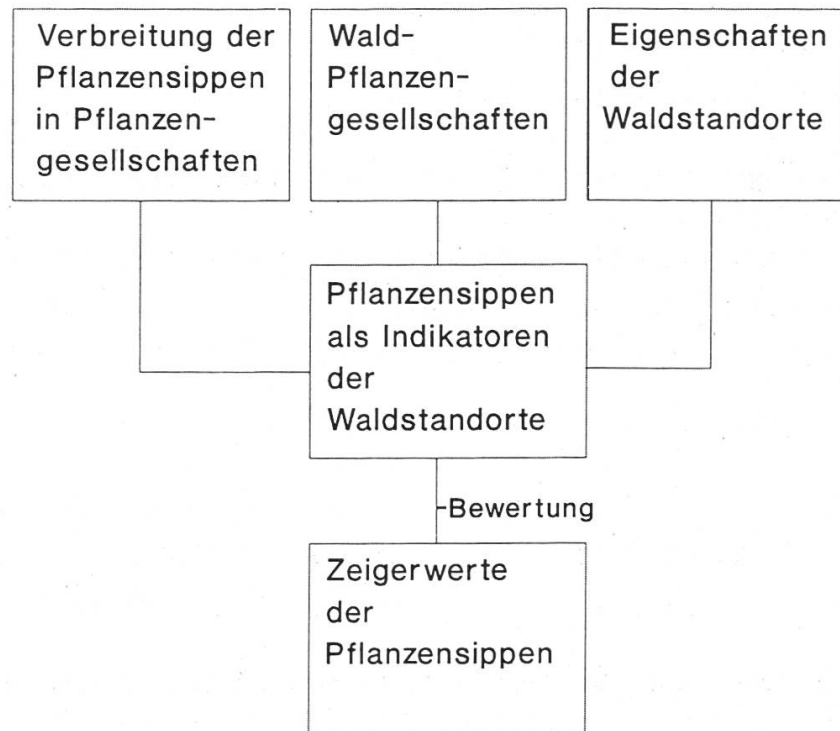 Verbreitung der
Pflanzensippen
in Pflanzen-
gesellschaften
Wald-
Pflanzen-
gesellschaften
Eigenschaften
der
Waldstandorte
Pflanzensippen
als Indikatoren
der
Waldstandorte
Bewertung
Zeigerwerte
der
Pflanzensippen